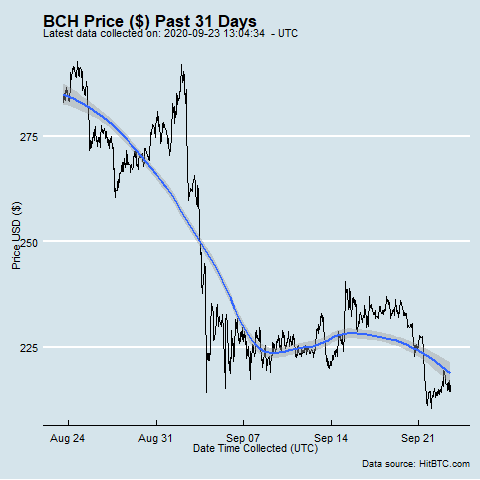 BCH Price ($) Past 31 Days
Latest data collected on: 2020-09-23 13:04:34 - UTC
275
250
225
Price USD ($)
Aug 24 Aug 31 Sep 07 Sep 14 Sep 21
Date Time Collected (UTC)
Data source: HitBTC.com